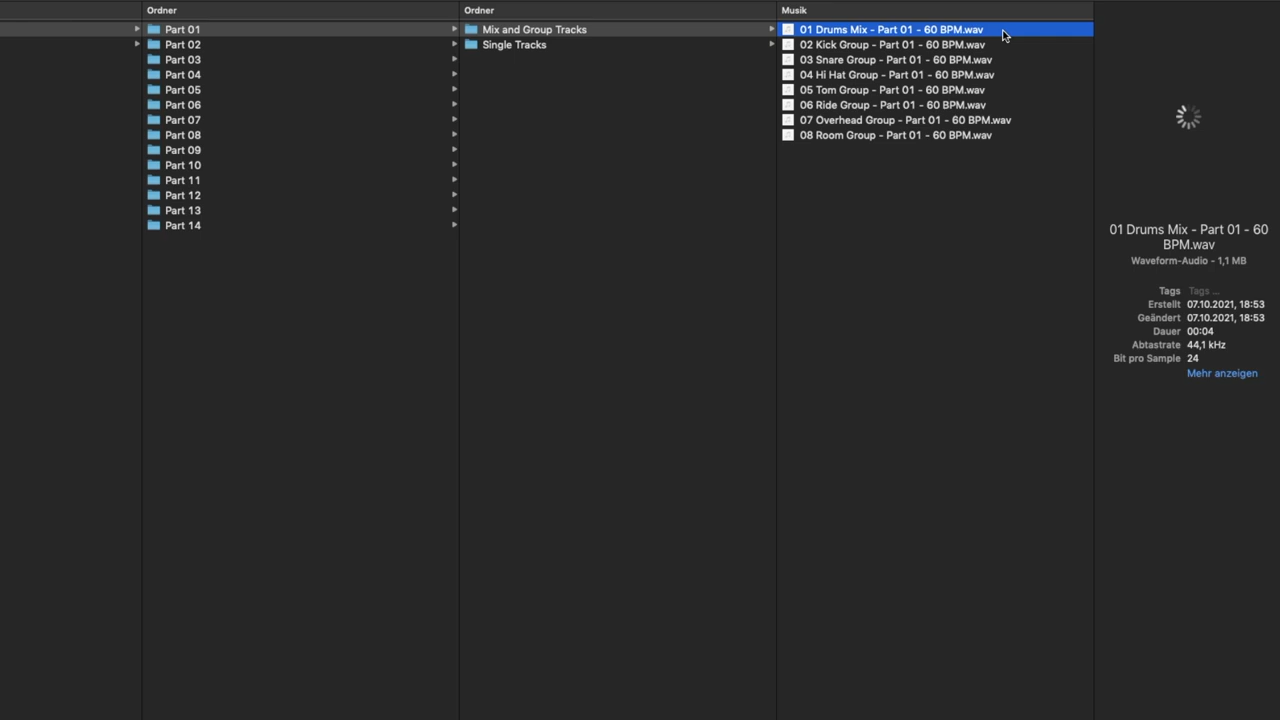 Ordner
Part 01
Part 02
Part 03
Part 04
Part 05
Part 06
Part 07
Part 08
Part 09
Part 10
Part 11
Part 12
Part 13
Part 14
Ordner
Mix and Group Tracks
Single Tracks
Musik
01 Drums Mix - Part 01 - 60 BPM.wav
02 Kick Group - Part 01 - 60 BPM.wav
03 Snare Group - Part 01 - 60 BPM.wav
04 Hi Hat Group - Part 01 - 60 BPM.wav
05 Tom Group - Part 01 - 60 BPM.wav
06 Ride Group - Part 01 - 60 BPM.wav
07 Overhead Group - Part 01 - 60 BPM.wav
08 Room Group - Part 01 - 60 BPM.wav
01 Drums Mix - Part 01 - 60
BPM.wav
Waveform-Audio - 1,1 MB
Tags Tags ...
Erstellt 07.10.2021, 18:53
Geändert 07.10.2021, 18:53
Dauer 00:04
Abtastrate 44,1 kHz
Bit pro Sample 24
Mehr anzeigen